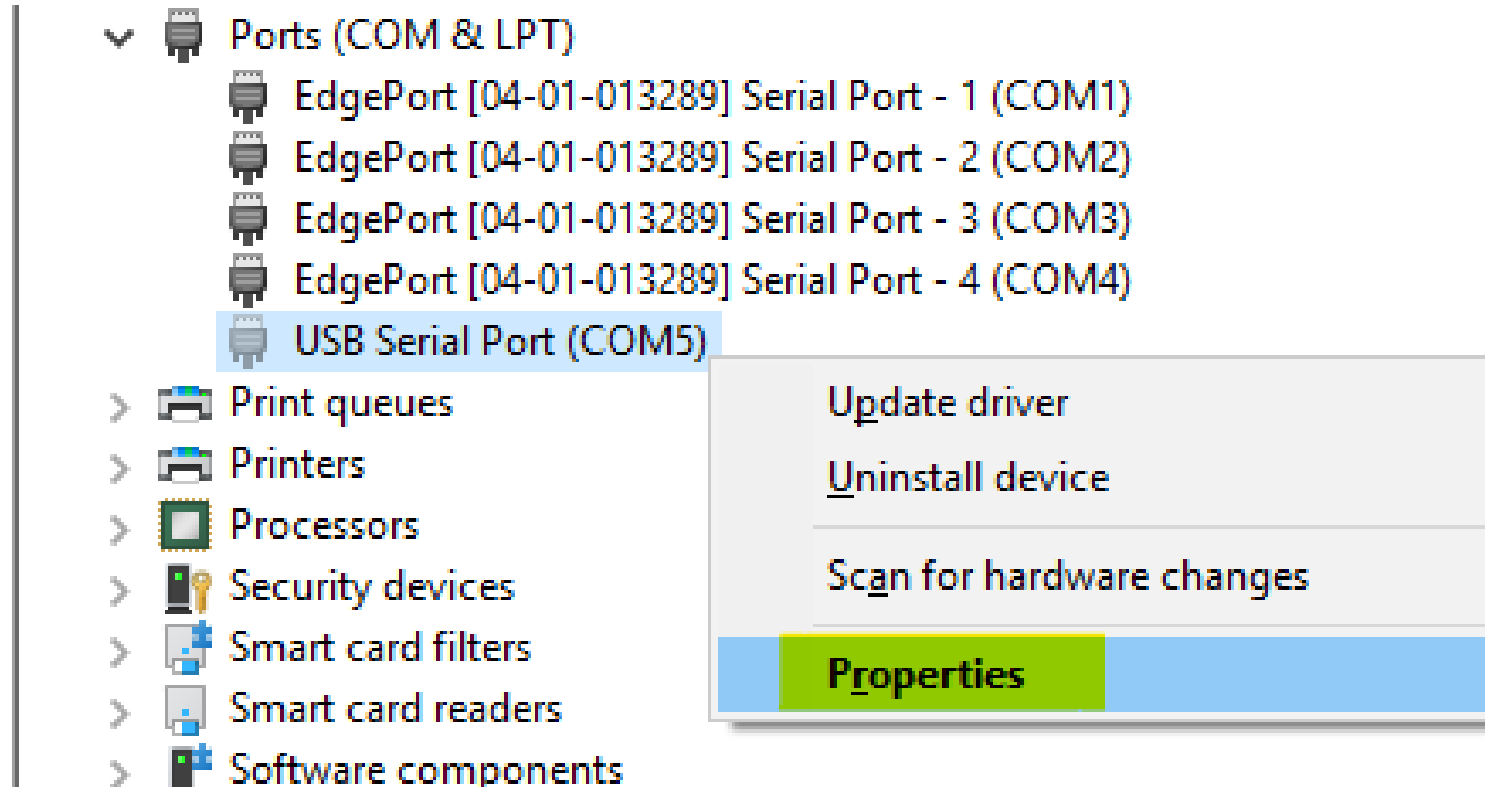 Ports (COM & LPT)
EdgePort [04-01-013289] Serial Port - 1 (COM1)
EdgePort [04-01-013289] Serial Port - 2 (COM2)
EdgePort [04-01-013289] Serial Port - 3 (COM3)
EdgePort [04-01-013289] Serial Port - 4 (COM4)
USB Serial Port (COM5)
Print queues
Printers
Processors
Security devices
Smart card filters
Smart card readers
Software components
Update driver
Uninstall device
Scan for hardware changes
Properties